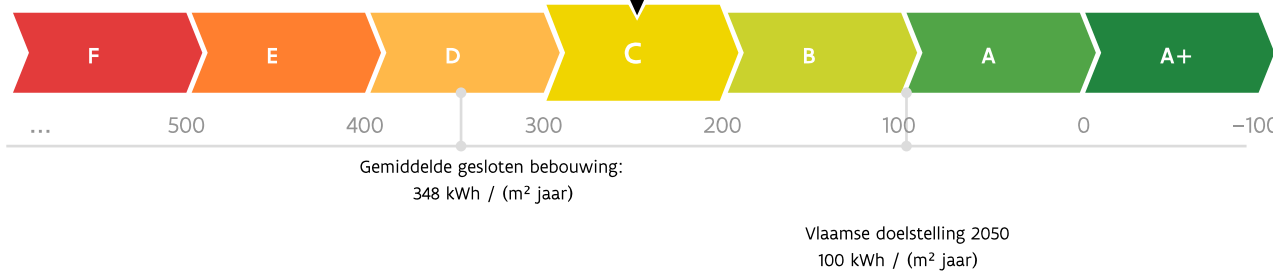 F E D C B A A+
... 500 400 300 200 100 0 −100
Gemiddelde gesloten bebouwing:
348 kWh / (m² jaar)
Vlaamse doelstelling 2050
100 kWh / (m² jaar)